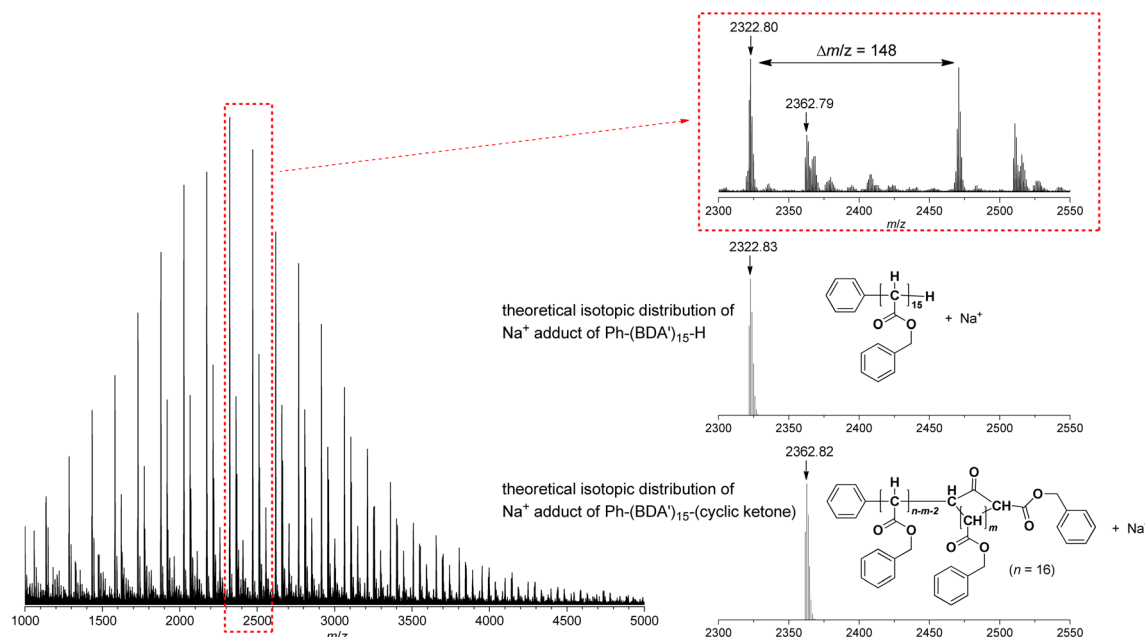 2322.80
Δm/z = 148
2362.79
2300 2350 2400 2450 2500 2550
m/z
2322.83
theoretical isotopic distribution of
Na+ adduct of Ph-(BDA')15-H
H
C
15
H
O
O
+ Na+
2300 2350 2400 2450 2500 2550
2362.82
theoretical isotopic distribution of
Na+ adduct of Ph-(BDA')15-(cyclic ketone)
H
C
n-m-2
O
H
C
CH
C
CH
m
C
O
O
C
O
O
C
O
O
+ Na
(n = 16)
2300 2350 2400 2450 2500 2550
1000 1500 2000 2500 3000 3500 4000 4500 5000
m/z